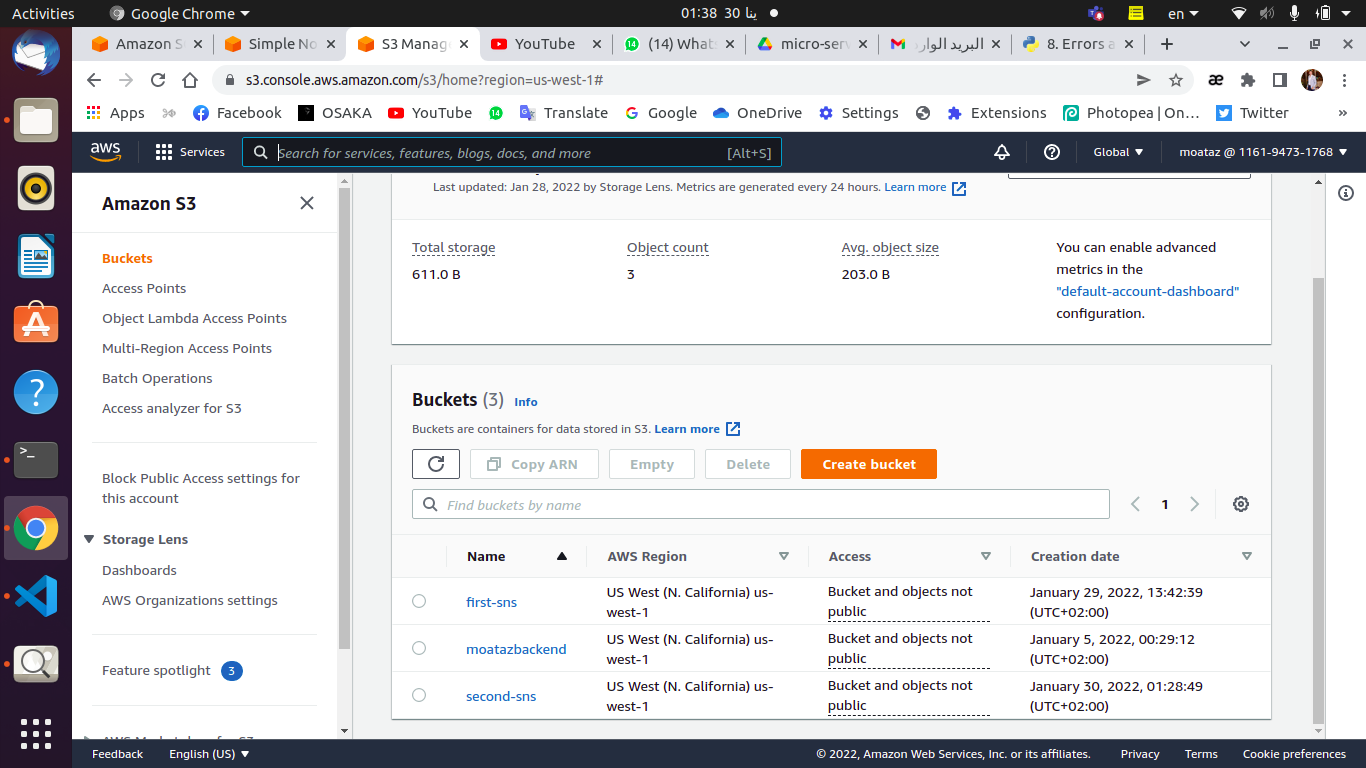 Activities
Google Chrome
01:38 30 ينا
en
Amazon S
Simple No
S3 Manag
YouTube
(14) Whats
micro-serv
البريد الوارد
8. Errors a
s3.console.aws.amazon.com/s3/home?region=us-west-1#
Apps
Facebook
OSAKA
YouTube
14
Translate
Google
OneDrive
Settings
Extensions
Photopea | On…
Twitter
»
aws
Services
Search for services, features, blogs, docs, and more
[Alt+S]
Global
moataz @ 1161-9473-1768
Amazon S3
Buckets
Access Points
Object Lambda Access Points
Multi-Region Access Points
Batch Operations
Access analyzer for S3
Block Public Access settings for
this account
Storage Lens
Dashboards
AWS Organizations settings
Feature spotlight 3
AWS Marketplace for S3
Last updated: Jan 28, 2022 by Storage Lens. Metrics are generated every 24 hours. Learn more
Total storage
611.0 B
Object count
3
Avg. object size
203.0 B
You can enable advanced
metrics in the
"default-account-dashboard"
configuration.
Buckets (3) Info
Buckets are containers for data stored in S3. Learn more
Copy ARN
Empty
Delete
Create bucket
Find buckets by name
1
Name
AWS Region
Access
Creation date
first-sns
US West (N. California) us-
west-1
Bucket and objects not
public
January 29, 2022, 13:42:39
(UTC+02:00)
moatazbackend
US West (N. California) us-
west-1
Bucket and objects not
public
January 5, 2022, 00:29:12
(UTC+02:00)
second-sns
US West (N. California) us-
west-1
Bucket and objects not
public
January 30, 2022, 01:28:49
(UTC+02:00)
Feedback
English (US)
© 2022, Amazon Web Services, Inc. or its affiliates.
Privacy
Terms
Cookie preferences